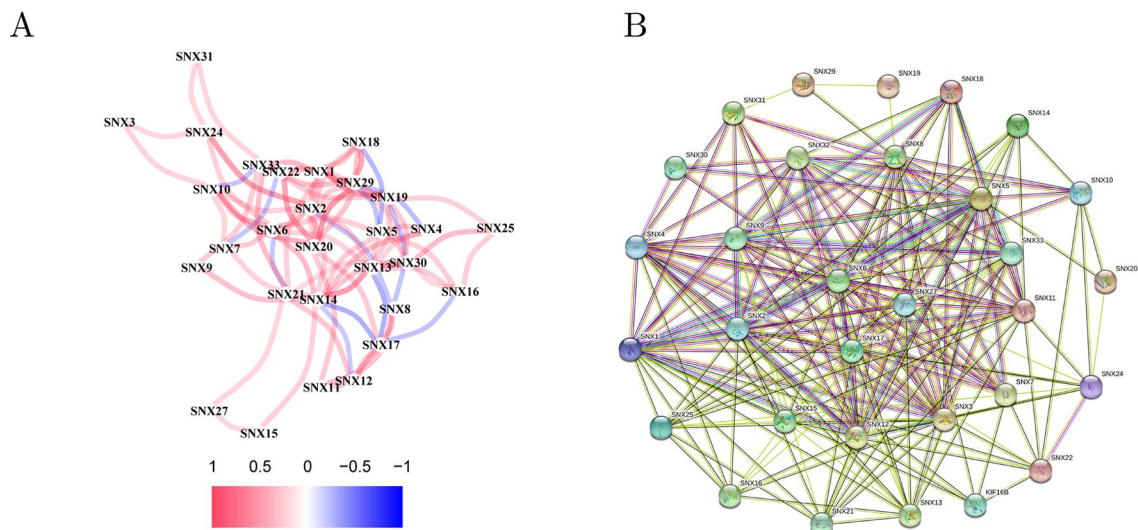 A
SNX31
SNX3
SNX24
SNX18
SNX33
SNX22
SNX1
SNX10
SNX29
SNX19
SNX2
SNX6
SNX5
SNX4
SNX25
SNX7
SNX20
SNX9
SNX13
SNX30
SNX21
SNX14
SNX16
SNX8
SNX17
SNX11
SNX12
SNX27
SNX15
1 0.5 0 −0.5 −1
B
SNX29
SNX19
SNX18
SNX31
SNX14
SNX30
SNX32
SNX8
SNX5
SNX10
SNX4
SNX9
SNX33
SNX6
SNX20
SNX27
SNX11
SNX2
SNX1
SNX17
SNX24
SNX7
SNX25
SNX15
SNX3
SNX12
SNX22
SNX16
SNX21
SNX13
KIF16B